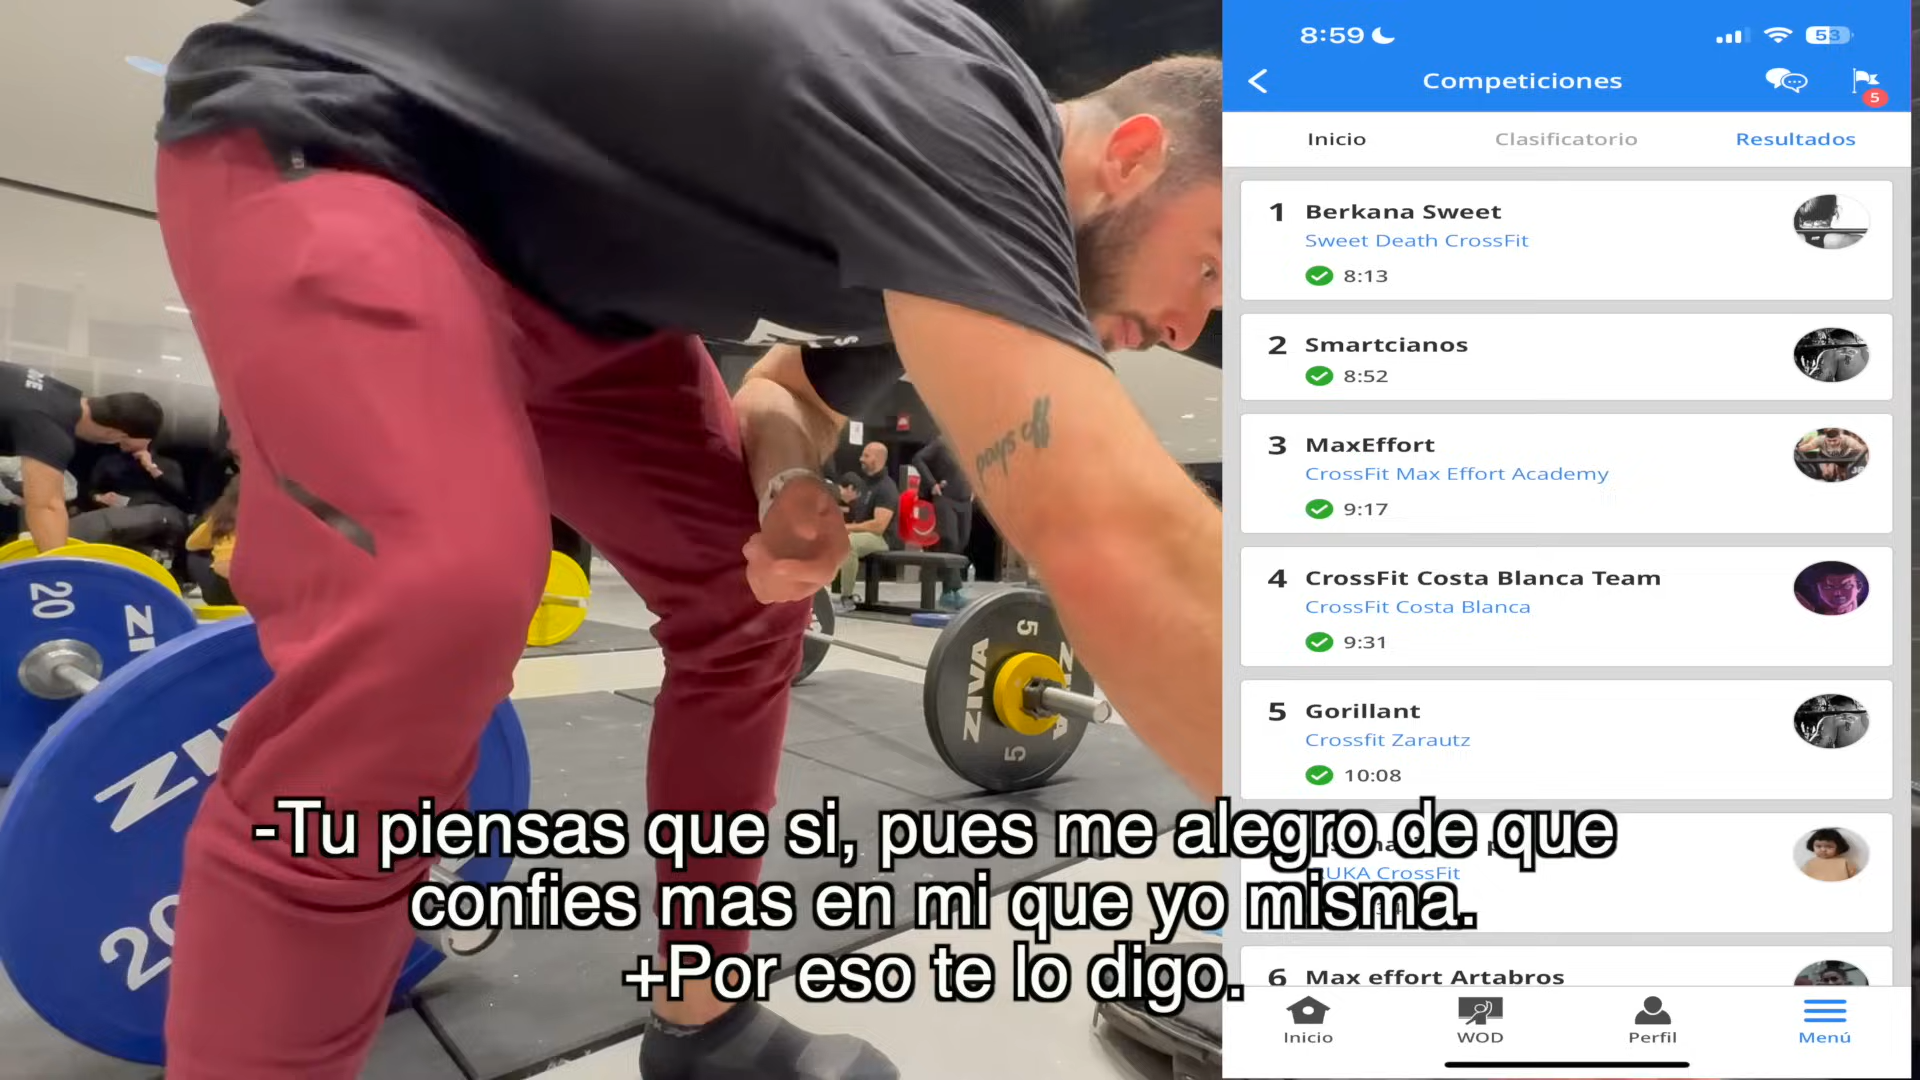 8:59
53
Competiciones
5
Inicio
Clasificatorio
Resultados
1 Berkana Sweet
Sweet Death CrossFit
8:13
2 Smartcianos
8:52
3 MaxEffort
CrossFit Max Effort Academy
9:17
4 CrossFit Costa Blanca Team
CrossFit Costa Blanca
9:31
5 Gorillant
Crossfit Zarautz
10:08
UKA CrossFit
6 Max effort Artabros
Inicio
WOD
Perfil
Menú
-Tu piensas que si, pues me alegro de que
confies mas en mi que yo misma.
+Por eso te lo digo.
pays off
20
ZIVA
5
5